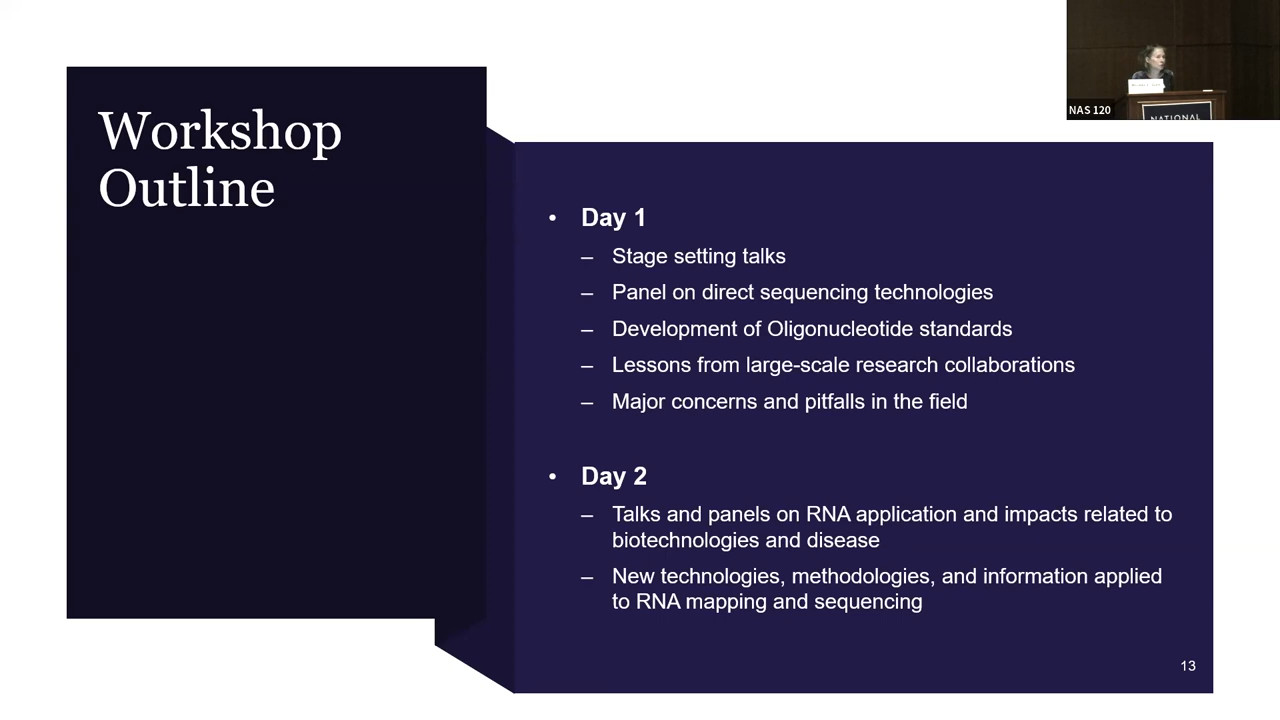 Workshop
Outline
NAS 120
NATIONAL
• Day 1
– Stage setting talks
– Panel on direct sequencing technologies
– Development of Oligonucleotide standards
– Lessons from large-scale research collaborations
– Major concerns and pitfalls in the field
• Day 2
– Talks and panels on RNA application and impacts related to
biotechnologies and disease
– New technologies, methodologies, and information applied
to RNA mapping and sequencing
13